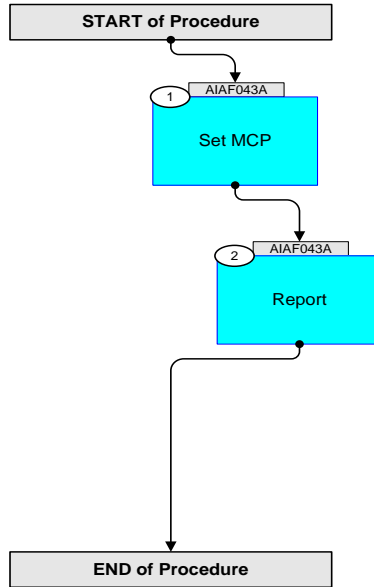 START of Procedure
AIAF043A
1
Set MCP
AIAF043A
2
Report
END of Procedure